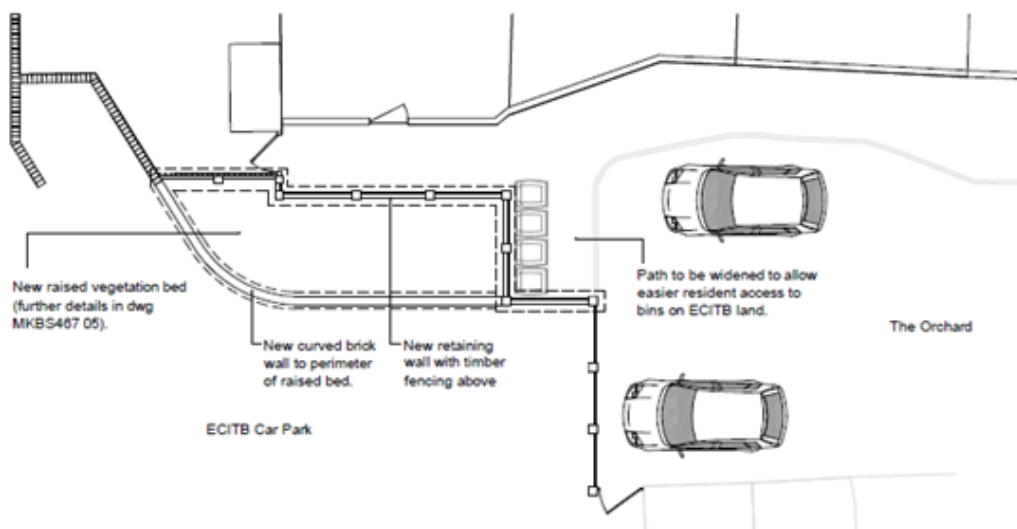 New raised vegetation bed
(further details in dwg
MKBS467 05).
New curved brick
wall to perimeter
of raised bed.
New retaining
wall with timber
fencing above
Path to be widened to allow
easier resident access to
bins on ECITB land.
The Orchard
ECITB Car Park